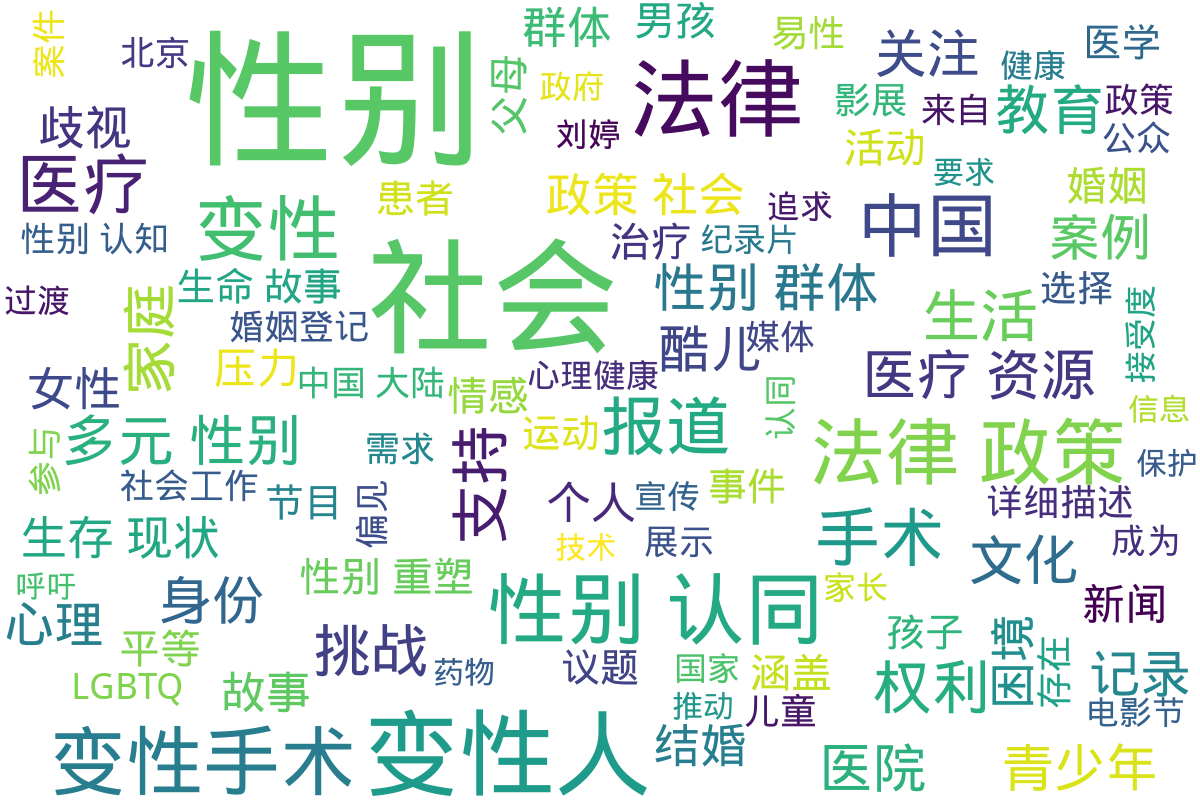 案件
北京
性别
群体
男孩
易性
关注
医学
健康
父母
政府
法律
影展
来自
教育
政策
歧视
刘婷
公众
医疗
活动
要求
患者
政策 社会
婚姻
变性
追求
中国
性别 认知
治疗
纪录片
案例
社会
生命 故事
性别 群体
选择
过渡
家庭
生活
接受度
婚姻登记
酷儿
媒体
压力
医疗 资源
女性
中国 大陆
情感
心理健康
认同
信息
报道
多元 性别
运动
法律 政策
参与
需求
支持
保护
社会工作
事件
节目
偏见
个人
宣传
详细描述
生存 现状
手术
展示
成为
技术
文化
呼吁
性别 重塑
身份
性别 认同
家长
新闻
心理
孩子
困境
平等
挑战
存在
药物
议题
国家
涵盖
权利
记录
LGBTQ
故事
推动
儿童
电影节
变性手术
变性人
结婚
医院
青少年